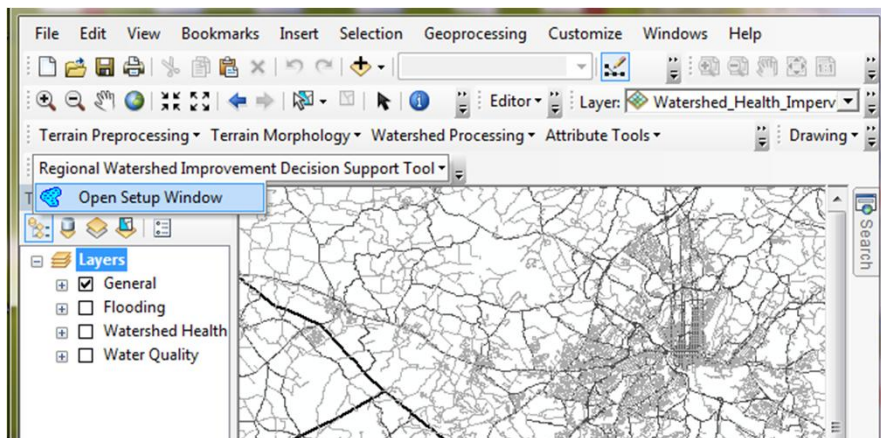 File Edit View Bookmarks Insert Selection Geoprocessing Customize Windows Help
Editor Layer: Watershed_Health_Imperv
Terrain Preprocessing Terrain Morphology Watershed Processing Attribute Tools Drawing
Regional Watershed Improvement Decision Support Tool
Open Setup Window
Layers
General
Flooding
Watershed Health
Water Quality
Search